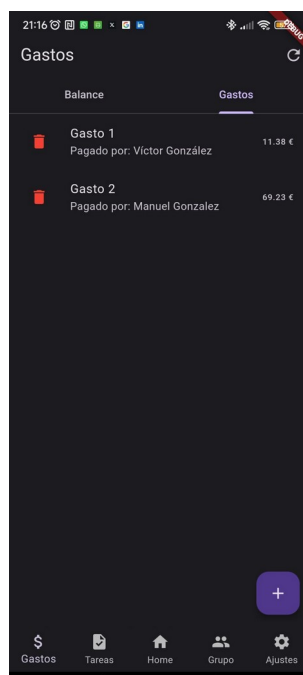 21:16
DEBUG
Gastos
Balance
Gastos
Gasto 1
Pagado por: Víctor González
11.38 €
Gasto 2
Pagado por: Manuel Gonzalez
69.23 €
+
$
Gastos
Tareas
Home
Grupo
Ajustes